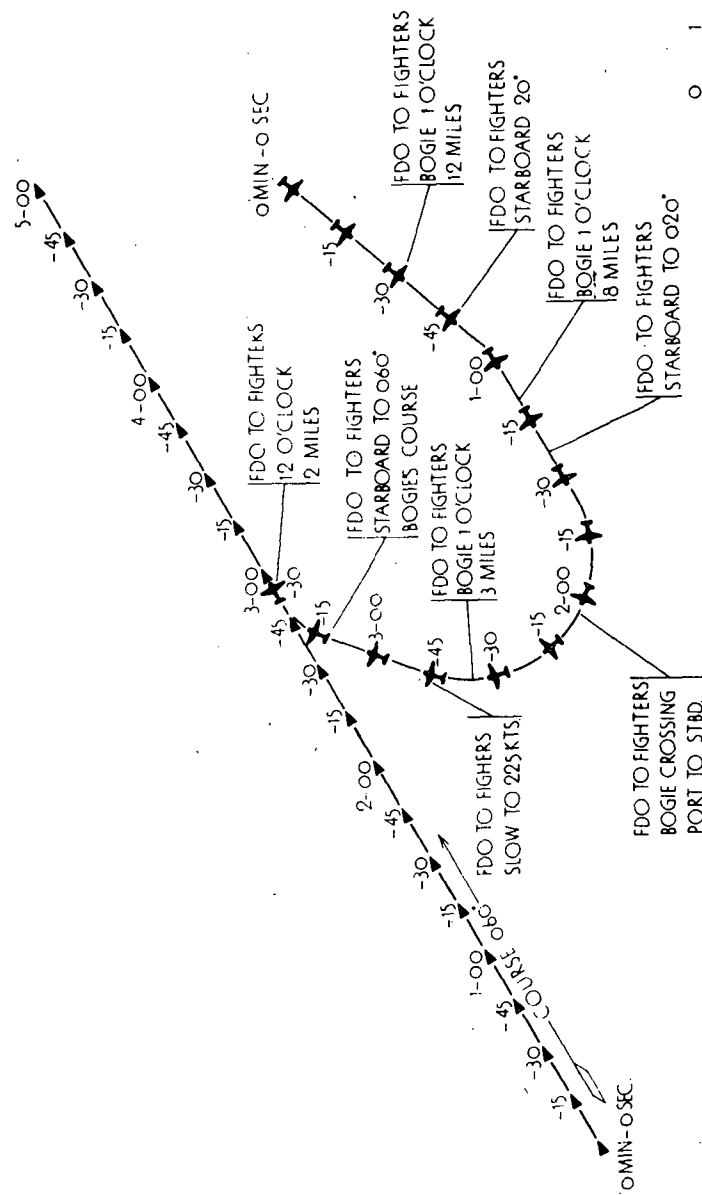 5-00
-45
-30
-15
4-00
-45
-30
-15
3-00
-45
-30
-15
2-00
-45
-30
-15
1-00
-45
-30
-15
0 MIN-0 SEC.
COURSE 060°
0 MIN-0 SEC
-15
-30
-45
1-00
-15
-30
-15
2-00
-15
-30
-45
3-00
-15
-30
FDO TO FIGHTERS
BOGIE 1 O'CLOCK
12 MILES
FDO TO FIGHTERS
STARBOARD 20°
FDO TO FIGHTERS
BOGIE 1 O'CLOCK
8 MILES
FDO TO FIGHTERS
STARBOARD TO 020°
FDO TO FIGHTERS
BOGIE CROSSING
PORT TO STBD.
FDO TO FIGHTERS
BOGIE 1 O'CLOCK
3 MILES
FDO TO FIGHERS
SLOW TO 225 KTS
FDO TO FIGHTERS
STARBOARD TO 060°
BOGIES COURSE
FDO TO FIGHTERS
12 O'CLOCK
2 MILES
0 1